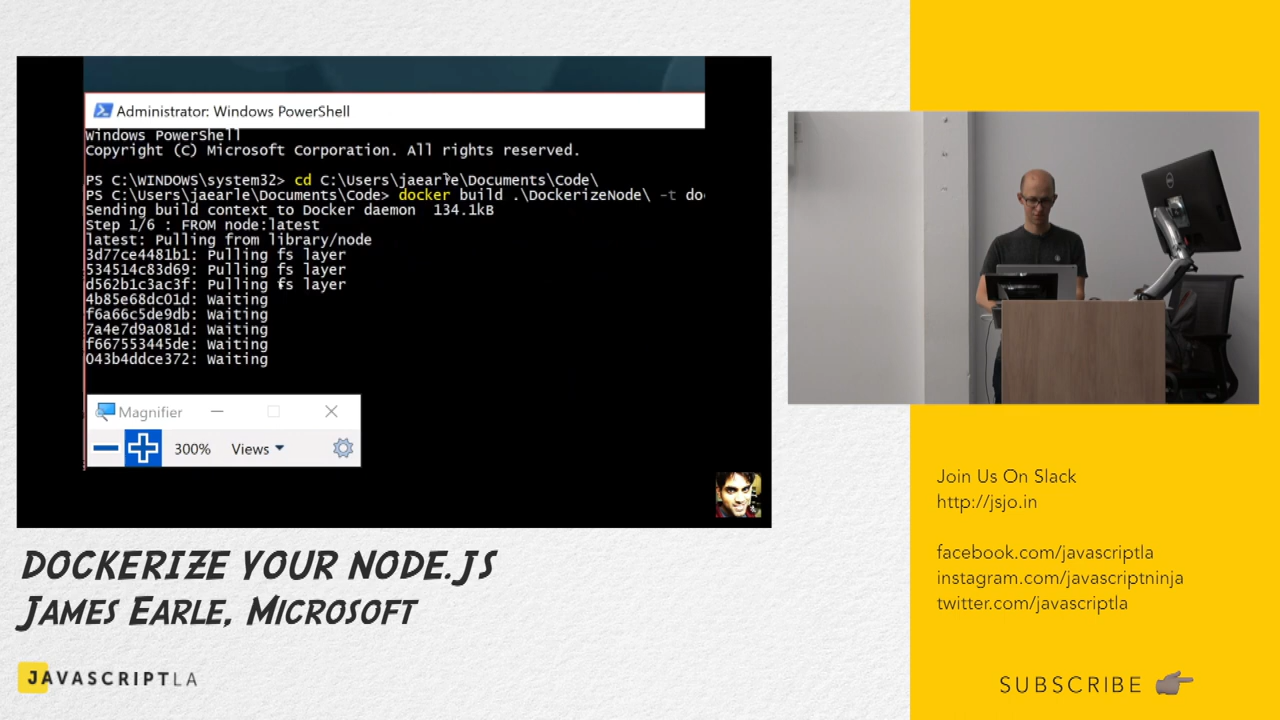 Administrator: Windows PowerShell
Windows PowerShell
Copyright (C) Microsoft Corporation. All rights reserved.
PS C:\WINDOWS\system32> cd C:\Users\jaearle\Documents\Code\
PS C:\Users\jaearle\Documents\Code> docker build .\DockerizeNode\ -t do
Sending build context to Docker daemon 134.1kB
Step 1/6 : FROM node:latest
latest: Pulling from library/node
3d77ce4481b1: Pulling fs layer
534514c83d69: Pulling fs layer
d562b1c3ac3f: Pulling fs layer
4b85e68dc01d: Waiting
f6a66c5de9db: Waiting
7a4e7d9a081d: Waiting
f667553445de: Waiting
043b4ddce372: Waiting
Magnifier
300% Views
DOCKERIZE YOUR NODE.JS
JAMES EARLE, MICROSOFT
JAVASCRIPTLA
Join Us On Slack
http://jsjo.in
facebook.com/javascriptla
instagram.com/javascriptninja
twitter.com/javascriptla
SUBSCRIBE